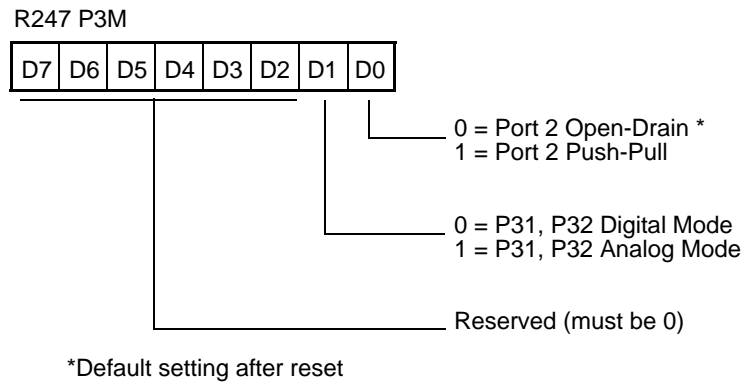 R247 P3M
D7 D6 D5 D4 D3 D2 D1 D0
0 = Port 2 Open-Drain *
1 = Port 2 Push-Pull
0 = P31, P32 Digital Mode
1 = P31, P32 Analog Mode
Reserved (must be 0)
*Default setting after reset